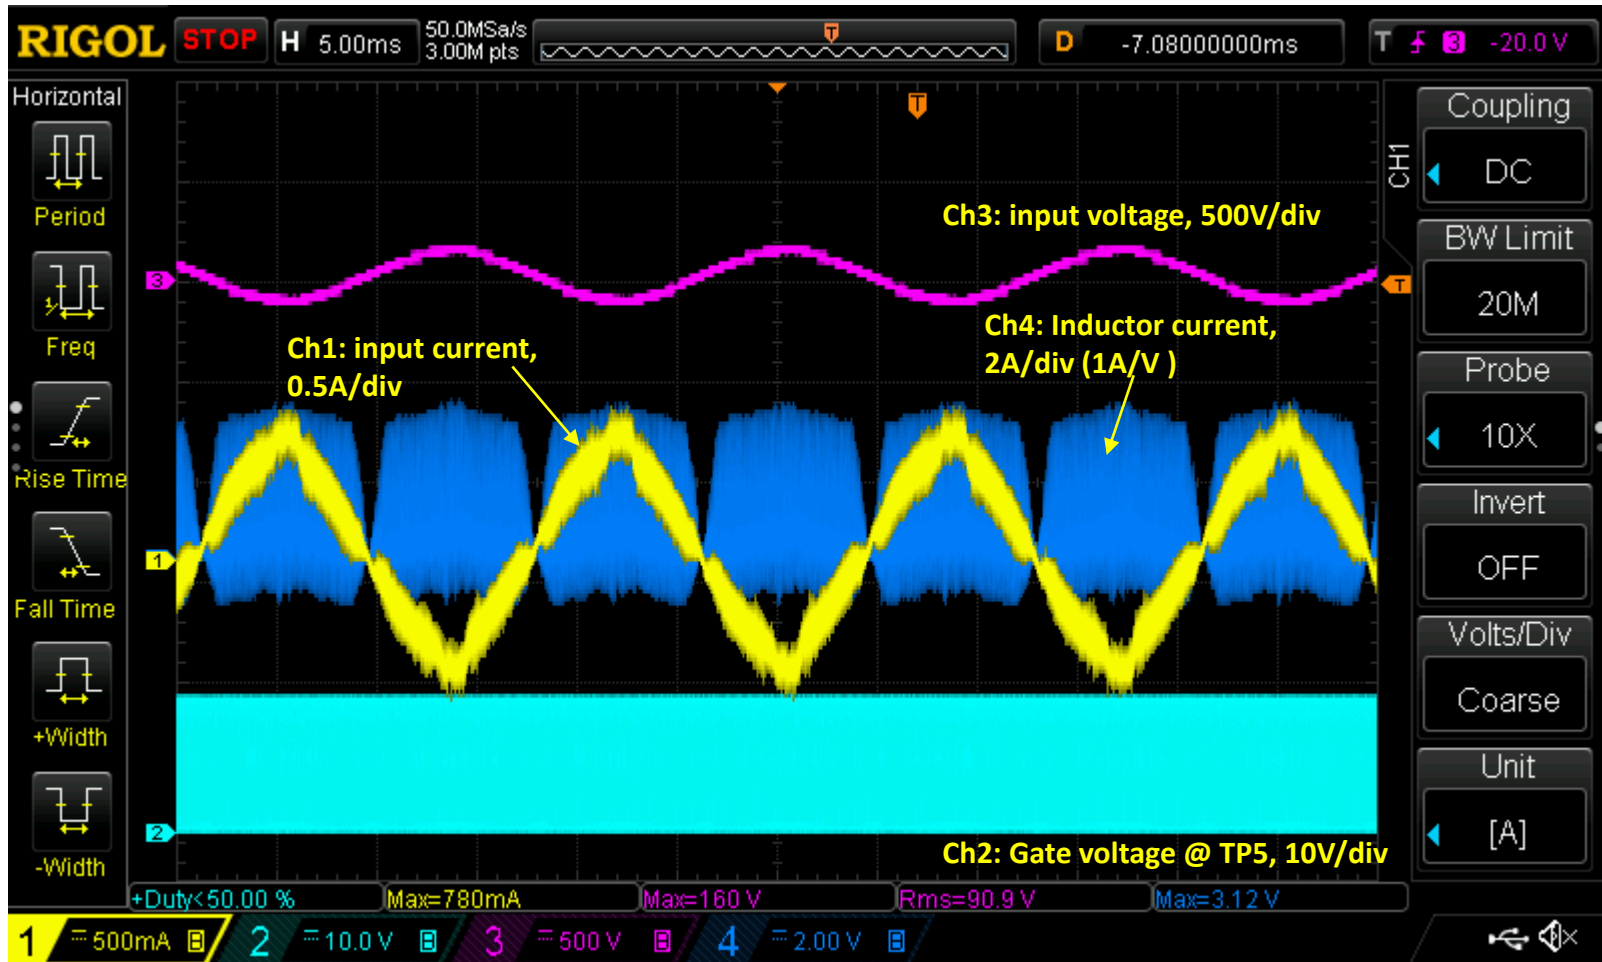 RIGOL STOP H 5.00ms 50.0MSa/s D -7.08000000ms T 3 -20.0 V
3.00M pts
T
Horizontal
Period
Freq
Rise Time
Fall Time
+Width
-Width
T
3
1
2
T
Ch3: input voltage, 500V/div
Ch1: input current,
0.5A/div
Ch4: Inductor current,
2A/div (1A/V )
Ch2: Gate voltage @ TP5, 10V/div
CH1
Coupling
DC
BW Limit
20M
Probe
10X
Invert
OFF
Volts/Div
Coarse
Unit
[A]
+Duty<50.00 % Max=780mA Max=160 V Rms=90.9 V Max=3.12 V
1 500mA B 2 10.0 V B 3 500 V B 4 2.00 V B